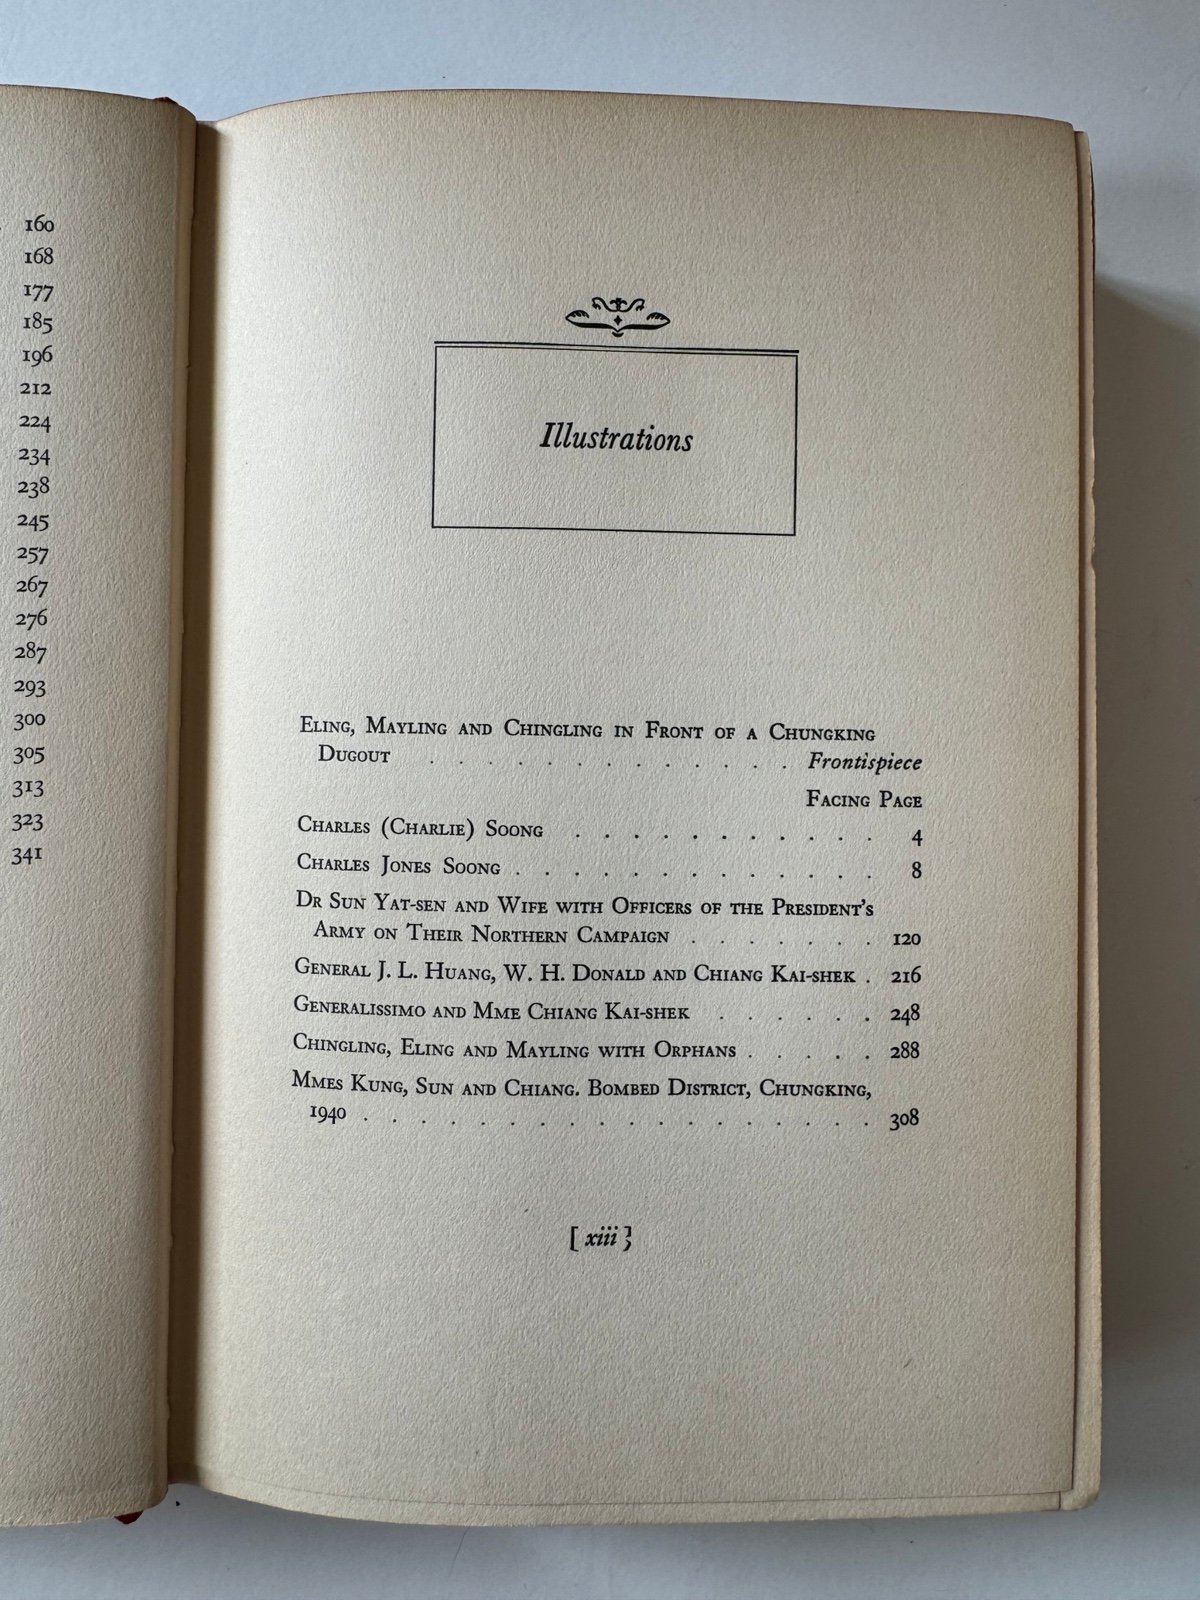 160
168
177
185
196
212
224
234
238
245
257
267
276
287
293
300
305
313
323
341
Illustrations
Eling, Mayling and Chingling in Front of a Chungking
Dugout . . . . . . . . . . . . . Frontispiece
Facing Page
Charles (Charlie) Soong . . . . . . . . . . . 4
Charles Jones Soong . . . . . . . . . . . . . 8
Dr Sun Yat-sen and Wife with Officers of the President's
Army on Their Northern Campaign . . . . . . . 120
General J. L. Huang, W. H. Donald and Chiang Kai-shek . 216
Generalissimo and Mme Chiang Kai-shek . . . . . . 248
Chingling, Eling and Mayling with Orphans . . . . . 288
Mmes Kung, Sun and Chiang. Bombed District, Chungking,
1940 . . . . . . . . . . . . . . . . . . 308
[ xiii ]